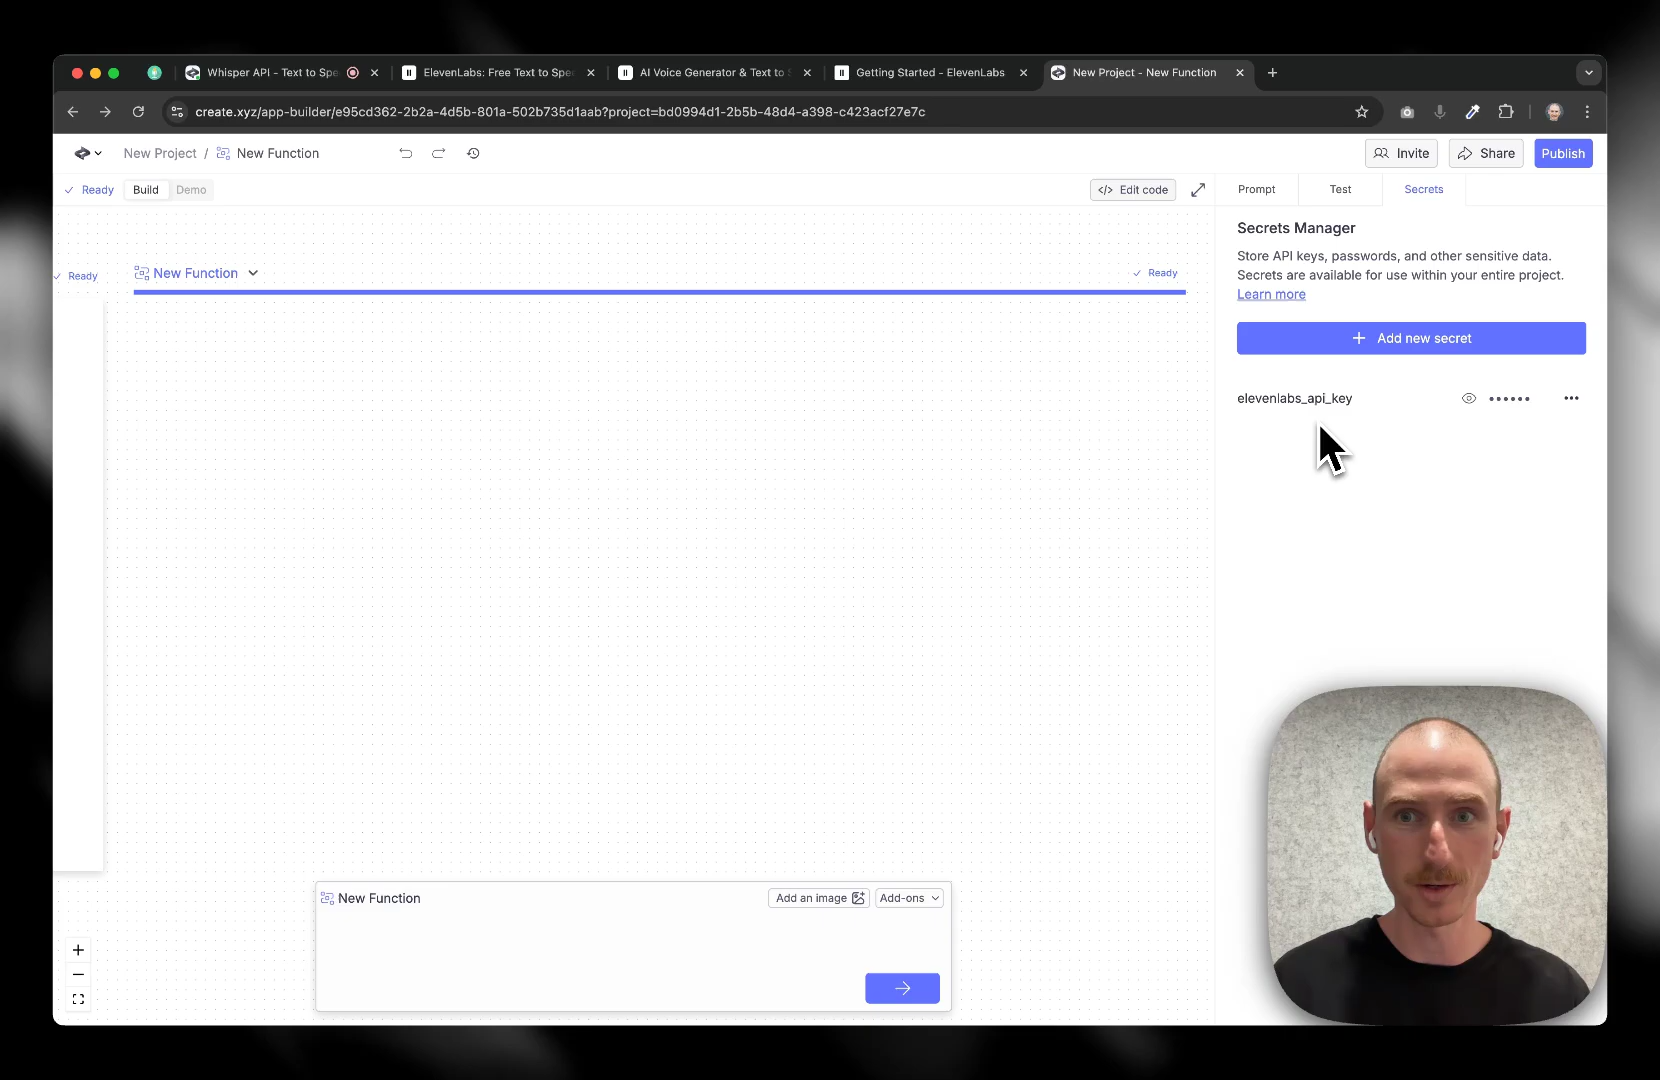 Whisper API - Text to Spe
ElevenLabs: Free Text to Spe
AI Voice Generator & Text to S
Getting Started - ElevenLabs
New Project - New Function
create.xyz/app-builder/e95cd362-2b2a-4d5b-801a-502b735d1aab?project=bd0994d1-2b5b-48d4-a398-c423acf27e7c
New Project / New Function
Invite
Share
Publish
Ready
Build
Demo
</> Edit code
Prompt
Test
Secrets
Secrets Manager
Store API keys, passwords, and other sensitive data.
Secrets are available for use within your entire project.
Learn more
Ready
New Function
Ready
+ Add new secret
elevenlabs_api_key
New Function
Add an image
Add-ons